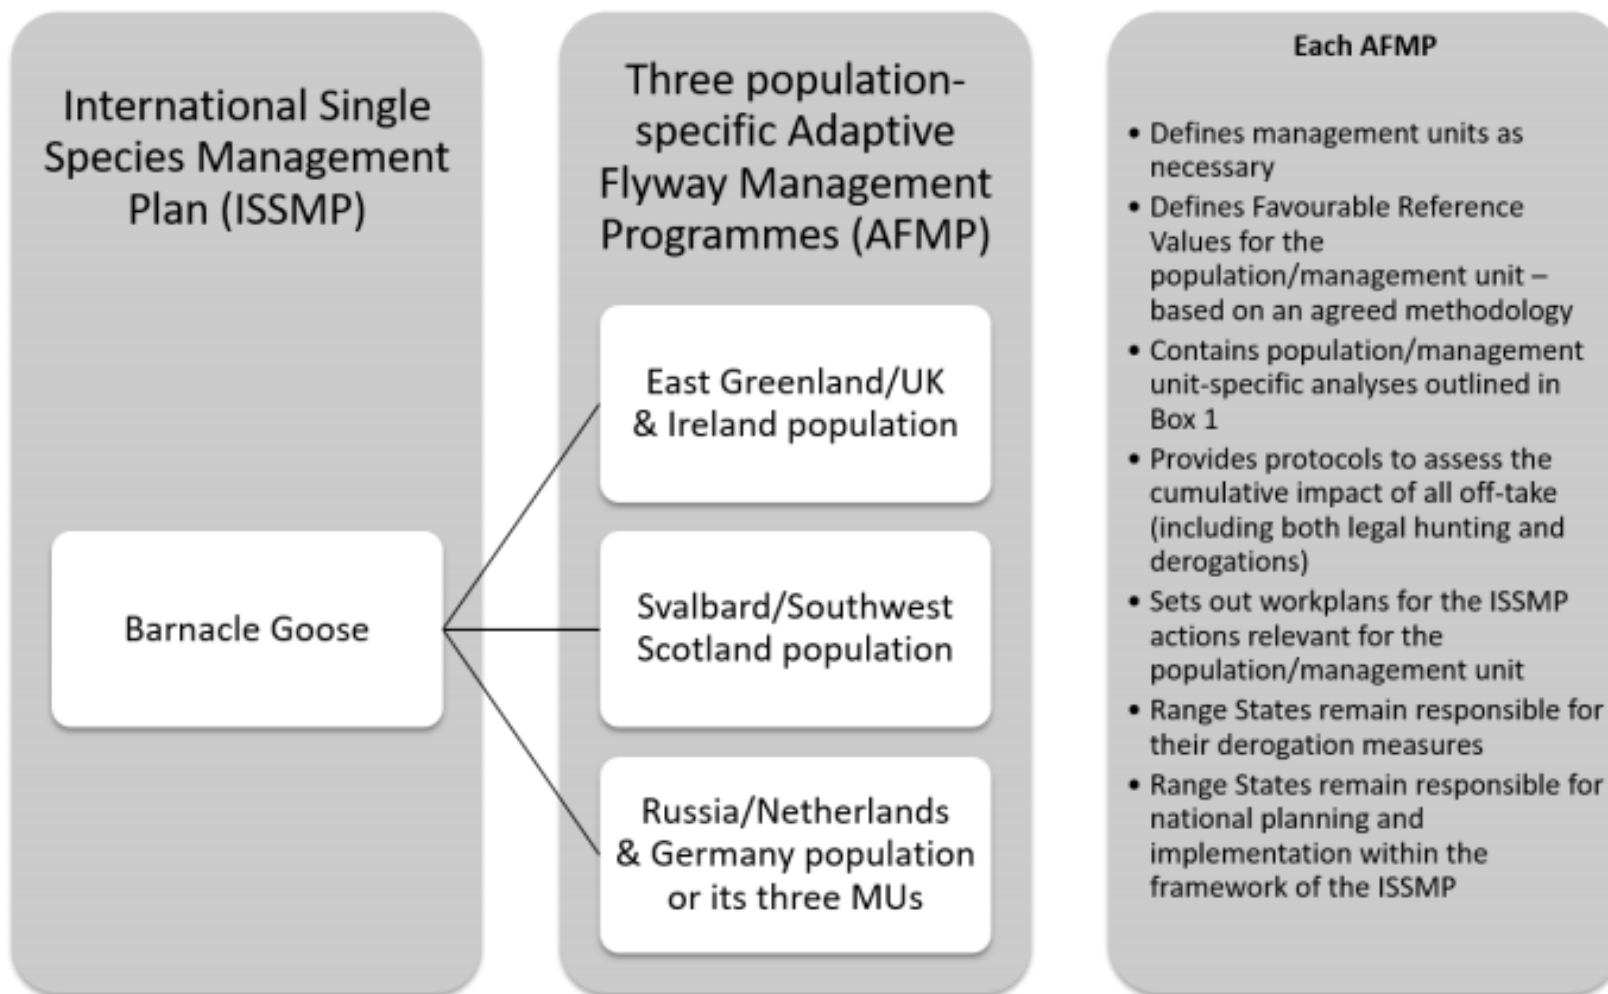 International Single
Species Management
Plan (ISSMP)
Barnacle Goose
Three population-
specific Adaptive
Flyway Management
Programmes (AFMP)
East Greenland/UK
& Ireland population
Svalbard/Southwest
Scotland population
Russia/Netherlands
& Germany population
or its three MUs
Each AFMP
• Defines management units as
necessary
• Defines Favourable Reference
Values for the
population/management unit –
based on an agreed methodology
• Contains population/management
unit-specific analyses outlined in
Box 1
• Provides protocols to assess the
cumulative impact of all off-take
(including both legal hunting and
derogations)
• Sets out workplans for the ISSMP
actions relevant for the
population/management unit
• Range States remain responsible for
their derogation measures
• Range States remain responsible for
national planning and
implementation within the
framework of the ISSMP